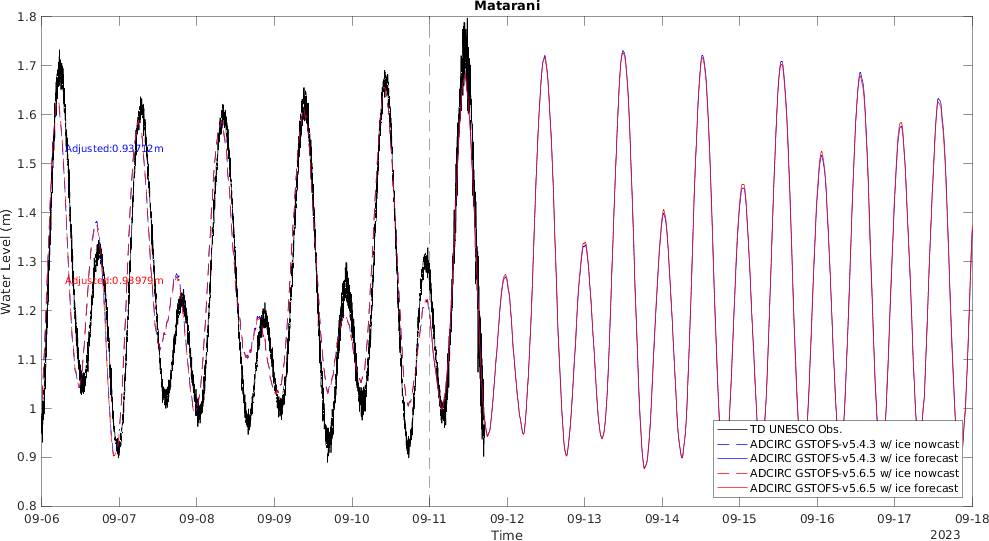 Matarani
1.8
1.7
1.6
1.5
1.4
1.3
1.2
1.1
1
0.9
0.8
Water Level (m)
Adjusted:0.93712m
Adjusted:0.93979m
TD UNESCO Obs.
ADCIRC GSTOFS-v5.4.3 w/ ice nowcast
ADCIRC GSTOFS-v5.4.3 w/ ice forecast
ADCIRC GSTOFS-v5.6.5 w/ ice nowcast
ADCIRC GSTOFS-v5.6.5 w/ ice forecast
09-06 09-07 09-08 09-09 09-10 09-11 09-12 09-13 09-14 09-15 09-16 09-17 09-18
Time
2023